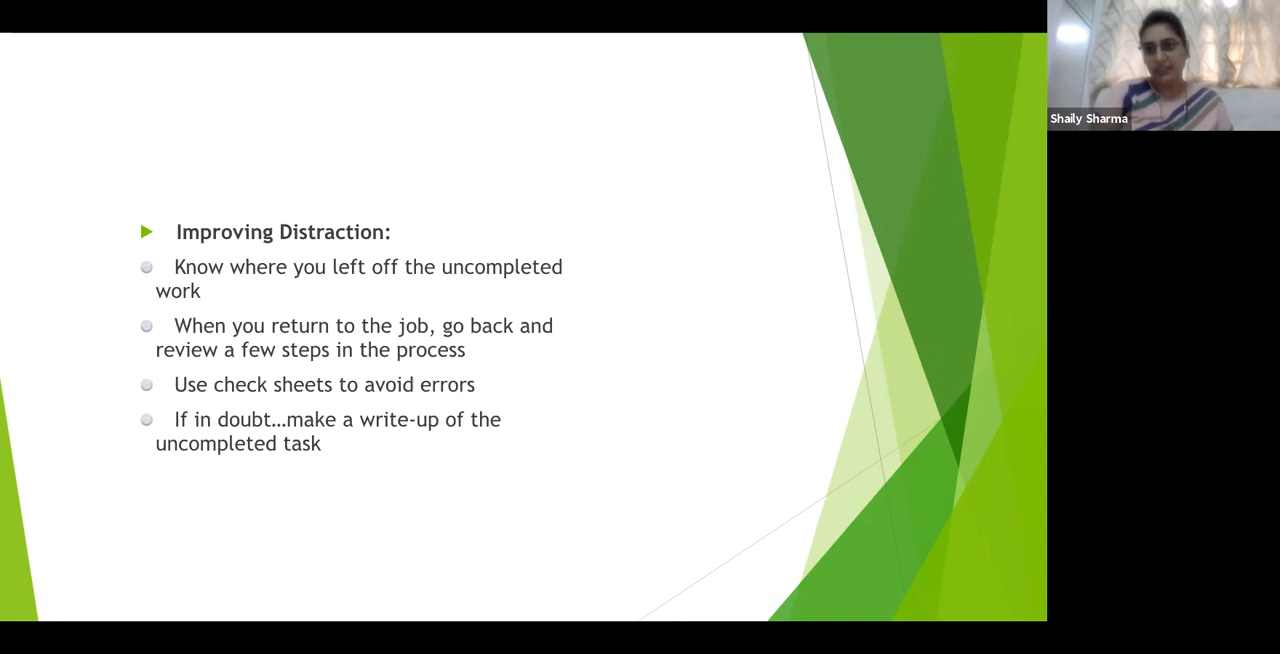 Improving Distraction:
Know where you left off the uncompleted
work
When you return to the job, go back and
review a few steps in the process
Use check sheets to avoid errors
If in doubt…make a write-up of the
uncompleted task
Shaily Sharma